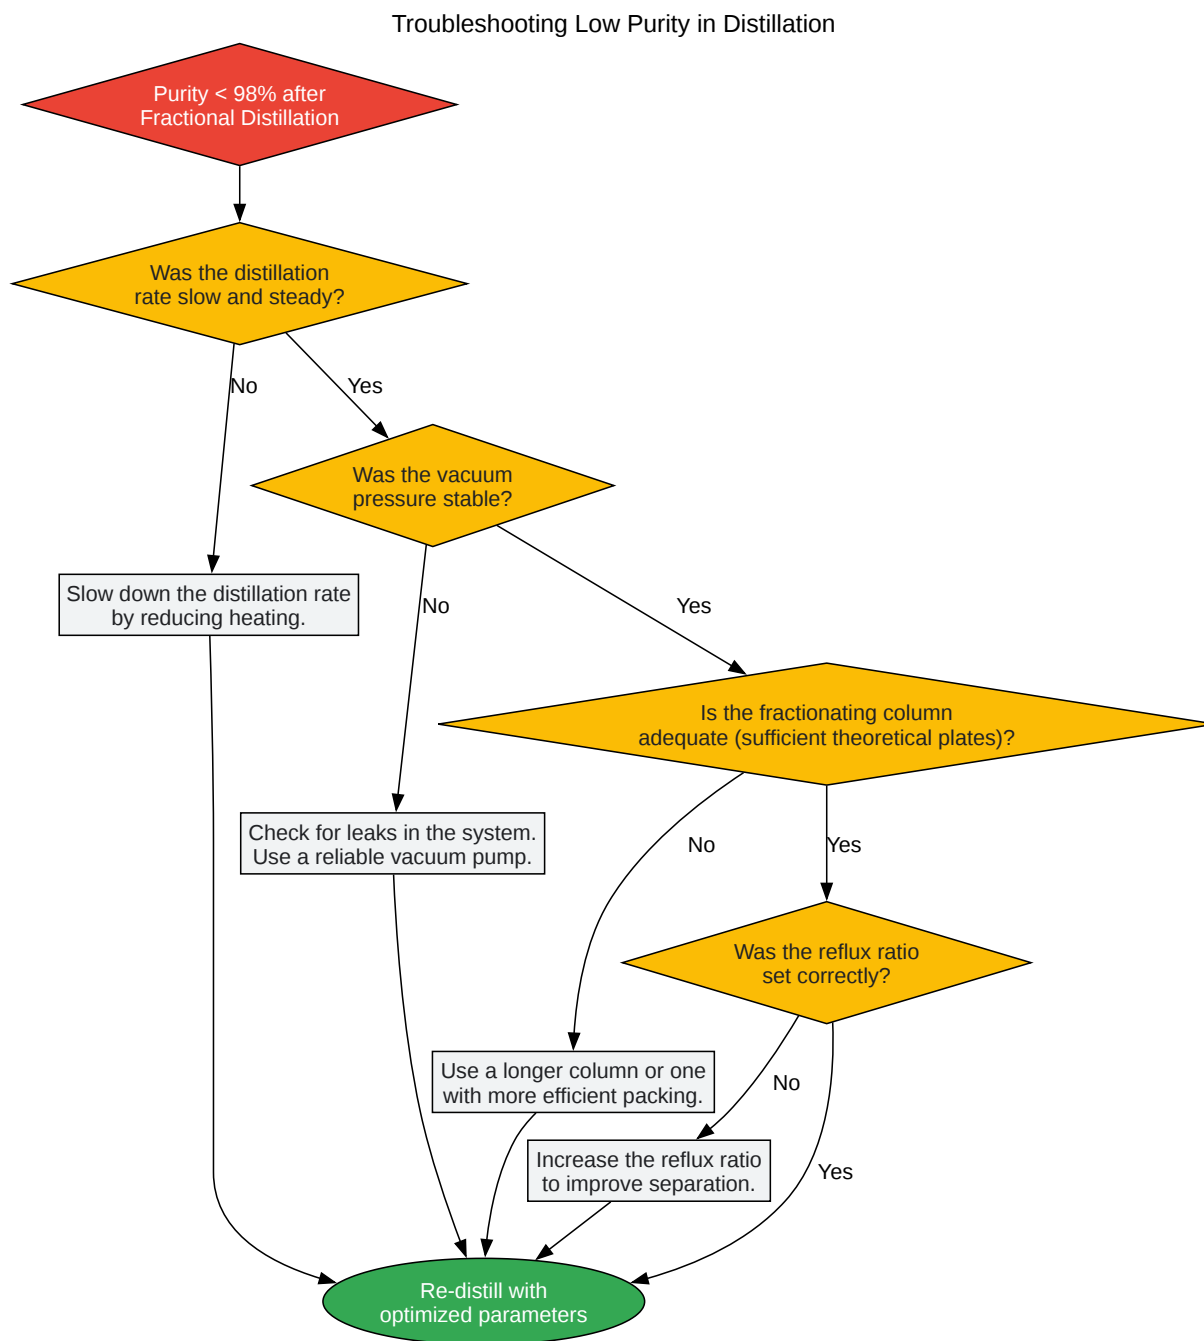 Troubleshooting Low Purity in Distillation
Purity < 98% after
Fractional Distillation
Was the distillation
rate slow and steady?
No
Yes
Was the vacuum
pressure stable?
Slow down the distillation rate
by reducing heating.
No
Yes
Is the fractionating column
adequate (sufficient theoretical plates)?
Check for leaks in the system.
Use a reliable vacuum pump.
No
Yes
Was the reflux ratio
set correctly?
Use a longer column or one
with more efficient packing.
No
Increase the reflux ratio
to improve separation.
Yes
Re-distill with
optimized parameters